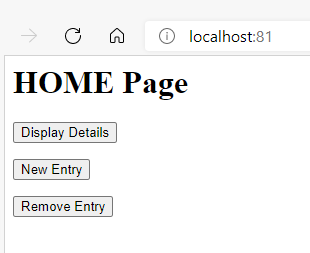 localhost:81
HOME Page
Display Details
New Entry
Remove Entry